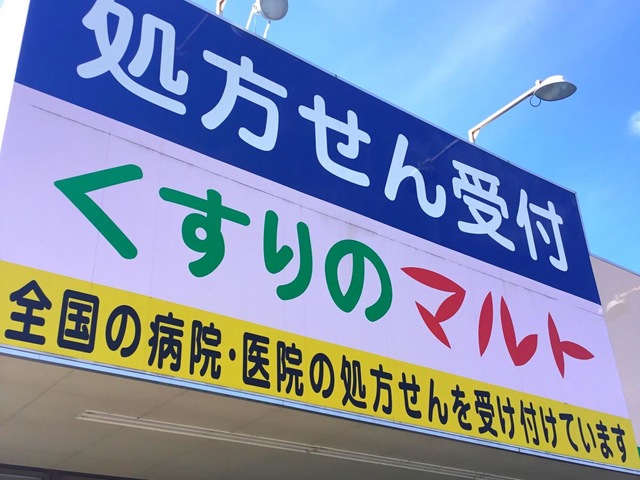 処方せん受付
くすりのマルト
全国の病院・医院の処方せんを受け付けています